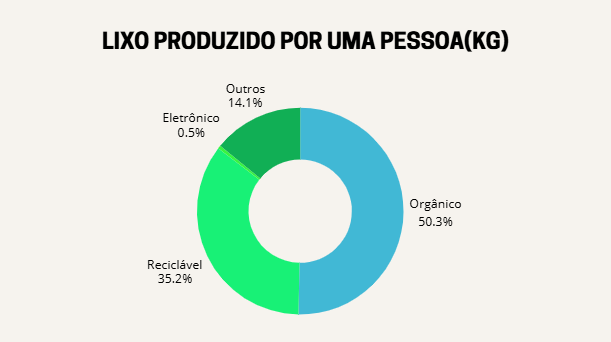 LIXO PRODUZIDO POR UMA PESSOA(KG)
Outros
14.1%
Eletrônico
0.5%
Orgânico
50.3%
Reciclável
35.2%